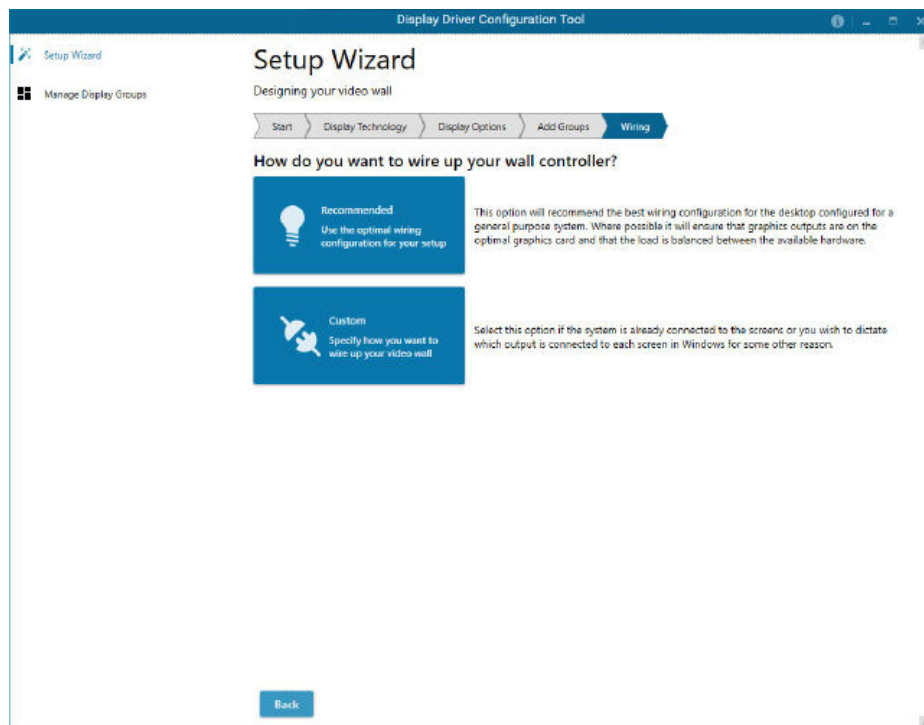 Display Driver Configuration Tool
Setup Wizard
Manage Display Groups
Setup Wizard
Designing your video wall
Start
Display Technology
Display Options
Add Groups
Wiring
How do you want to wire up your wall controller?
Recommended
Use the optimal wiring
configuration for your setup
This option will recommend the best wiring configuration for the desktop configured for a
general purpose system. Where possible it will ensure that graphics outputs are on the
optimal graphics card and that the load is balanced between the available hardware.
Custom
Specify how you want to
wire up your video wall
Select this option if the system is already connected to the screens or you wish to dictate
which output is connected to each screen in Windows for some other reason.
Back